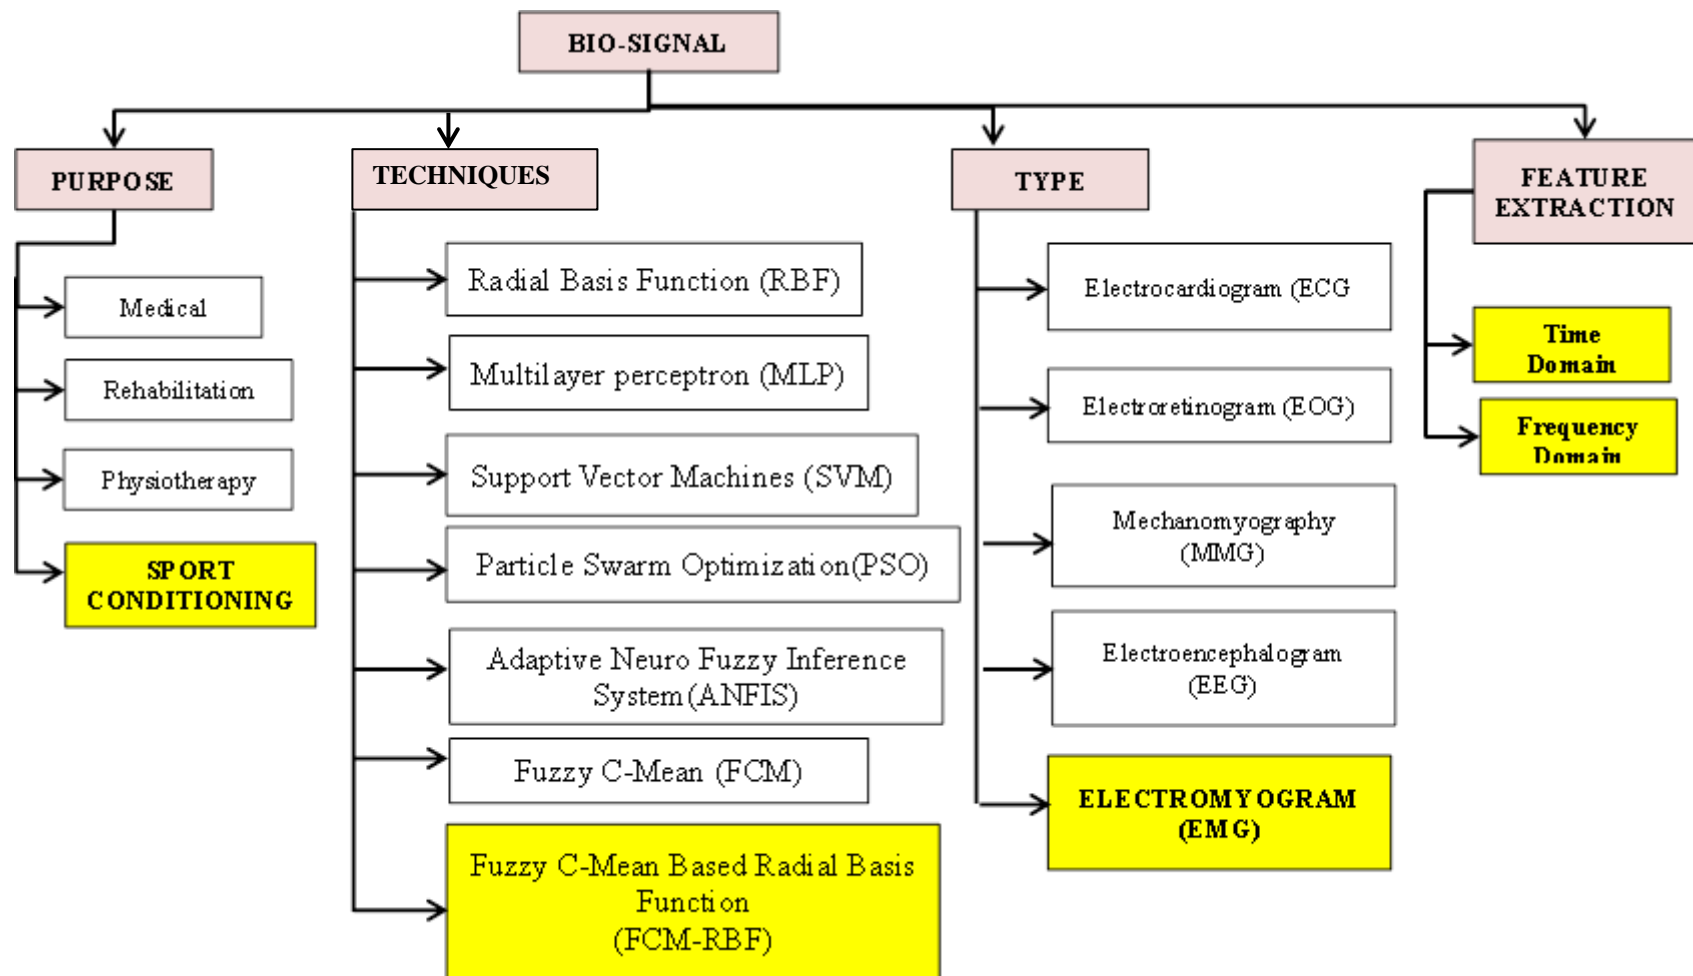 BIO-SIGNAL
PURPOSE
Medical
Rehabilitation
Physiotherapy
SPORT
CONDITIONING
TECHNIQUES
Radial Basis Function (RBF)
Multilayer perceptron (MLP)
Support Vector Machines (SVM)
Particle Swarm Optimization(PSO)
Adaptive Neuro Fuzzy Inference
System(ANFIS)
Fuzzy C-Mean (FCM)
Fuzzy C-Mean Based Radial Basis
Function
(FCM-RBF)
TYPE
Electrocardiogram (ECG
Electroretinogram (EOG)
Mechanomyography
(MMG)
Electroencephalogram
(EEG)
ELECTROMYOGRAM
(EMG)
FEATURE
EXTRACTION
Time
Domain
Frequency
Domain